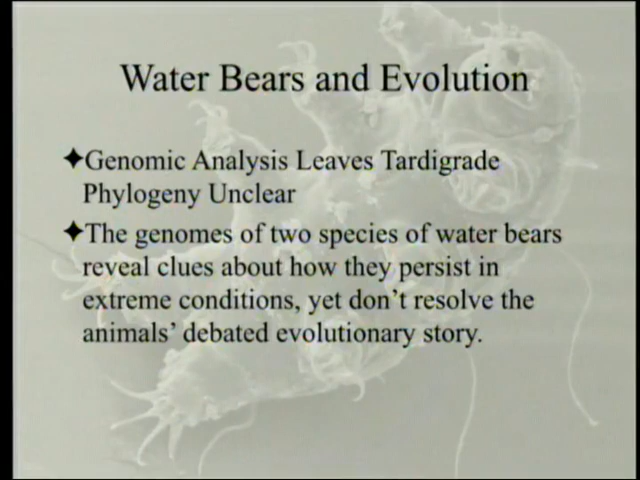 Water Bears and Evolution
✦Genomic Analysis Leaves Tardigrade
Phylogeny Unclear
✦The genomes of two species of water bears
reveal clues about how they persist in
extreme conditions, yet don't resolve the
animals' debated evolutionary story.